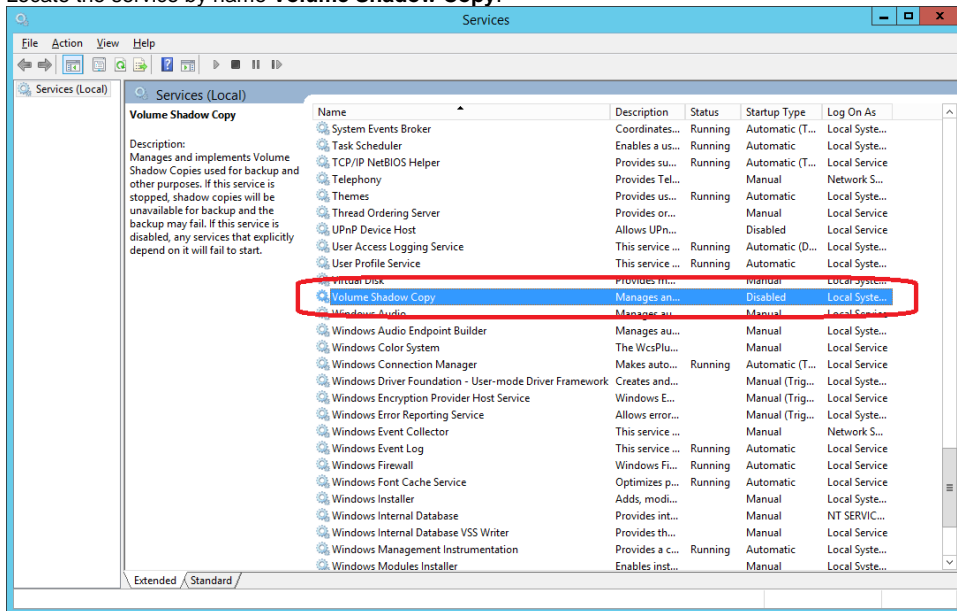 Locate the service by name Volume Shadow Copy.
Services
File Action View Help
Services (Local)
Services (Local)
Volume Shadow Copy
Description:
Manages and implements Volume
Shadow Copies used for backup and
other purposes. If this service is
stopped, shadow copies will be
unavailable for backup and the
backup may fail. If this service is
disabled, any services that explicitly
depend on it will fail to start.
Name Description Status Startup Type Log On As
System Events Broker Coordinates... Running Automatic (T... Local Syste...
Task Scheduler Enables a us... Running Automatic Local Syste...
TCP/IP NetBIOS Helper Provides su... Running Automatic (T... Local Service
Telephony Provides Tel... Manual Network S...
Themes Provides us... Running Automatic Local Syste...
Thread Ordering Server Provides or... Manual Local Service
UPnP Device Host Allows UPn... Disabled Local Service
User Access Logging Service This service ... Running Automatic (D... Local Syste...
User Profile Service This service ... Running Automatic Local Syste...
Virtual Disk Provides m... Manual Local Syste...
Volume Shadow Copy Manages an... Disabled Local Syste...
Windows Audio Manages au... Manual Local Service
Windows Audio Endpoint Builder Manages au... Manual Local Syste...
Windows Color System The WcsPlu... Manual Local Service
Windows Connection Manager Makes auto... Running Automatic (T... Local Service
Windows Driver Foundation - User-mode Driver Framework Creates and... Manual (Trig... Local Syste...
Windows Encryption Provider Host Service Windows E... Manual (Trig... Local Service
Windows Error Reporting Service Allows error... Manual (Trig... Local Syste...
Windows Event Collector This service ... Manual Network S...
Windows Event Log This service ... Running Automatic Local Service
Windows Firewall Windows Fi... Running Automatic Local Service
Windows Font Cache Service Optimizes p... Running Automatic Local Service
Windows Installer Adds, modi... Manual Local Syste...
Windows Internal Database Provides int... Manual NT SERVIC...
Windows Internal Database VSS Writer Provides th... Manual Local Syste...
Windows Management Instrumentation Provides a c... Running Automatic Local Syste...
Windows Modules Installer Enables inst... Manual Local Syste...
Extended Standard